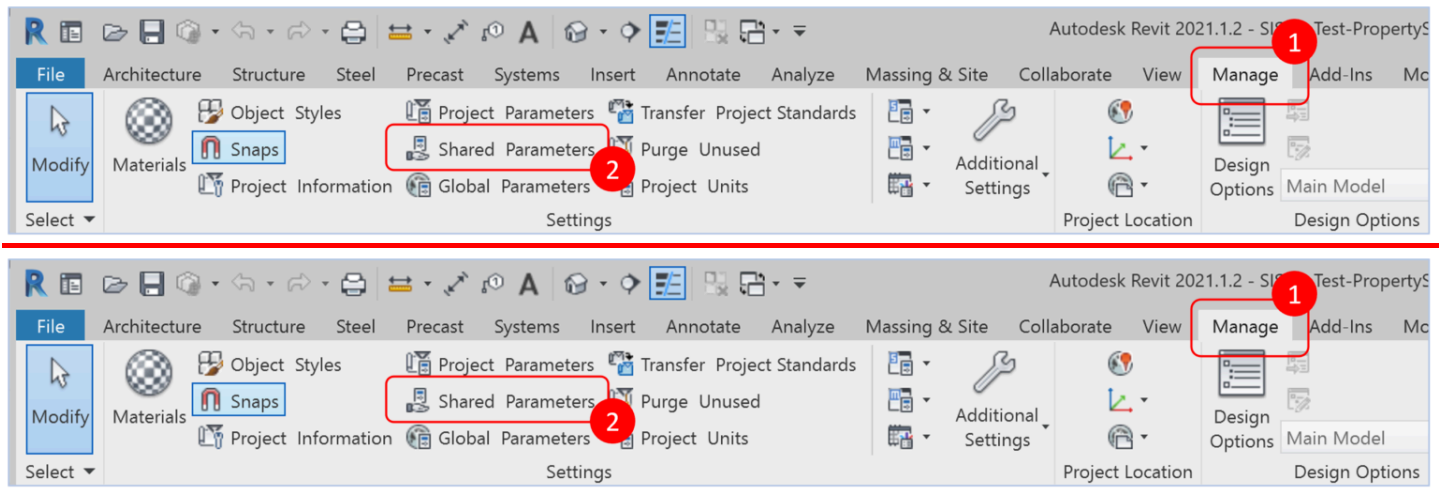 Autodesk Revit 2021.1.2 - SIS Test-PropertyS
1
File Architecture Structure Steel Precast Systems Insert Annotate Analyze Massing & Site Collaborate View Manage Add-Ins Mo
Object Styles Project Parameters Transfer Project Standards
Modify Materials Snaps Shared Parameters 2 Purge Unused Additional Settings Design Options
Project Information Global Parameters Project Units Main Model
Select Settings Project Location Design Options
Autodesk Revit 2021.1.2 - SIS Test-PropertyS
1
File Architecture Structure Steel Precast Systems Insert Annotate Analyze Massing & Site Collaborate View Manage Add-Ins Mo
Object Styles Project Parameters Transfer Project Standards
Modify Materials Snaps Shared Parameters 2 Purge Unused Additional Settings Design Options
Project Information Global Parameters Project Units Main Model
Select Settings Project Location Design Options